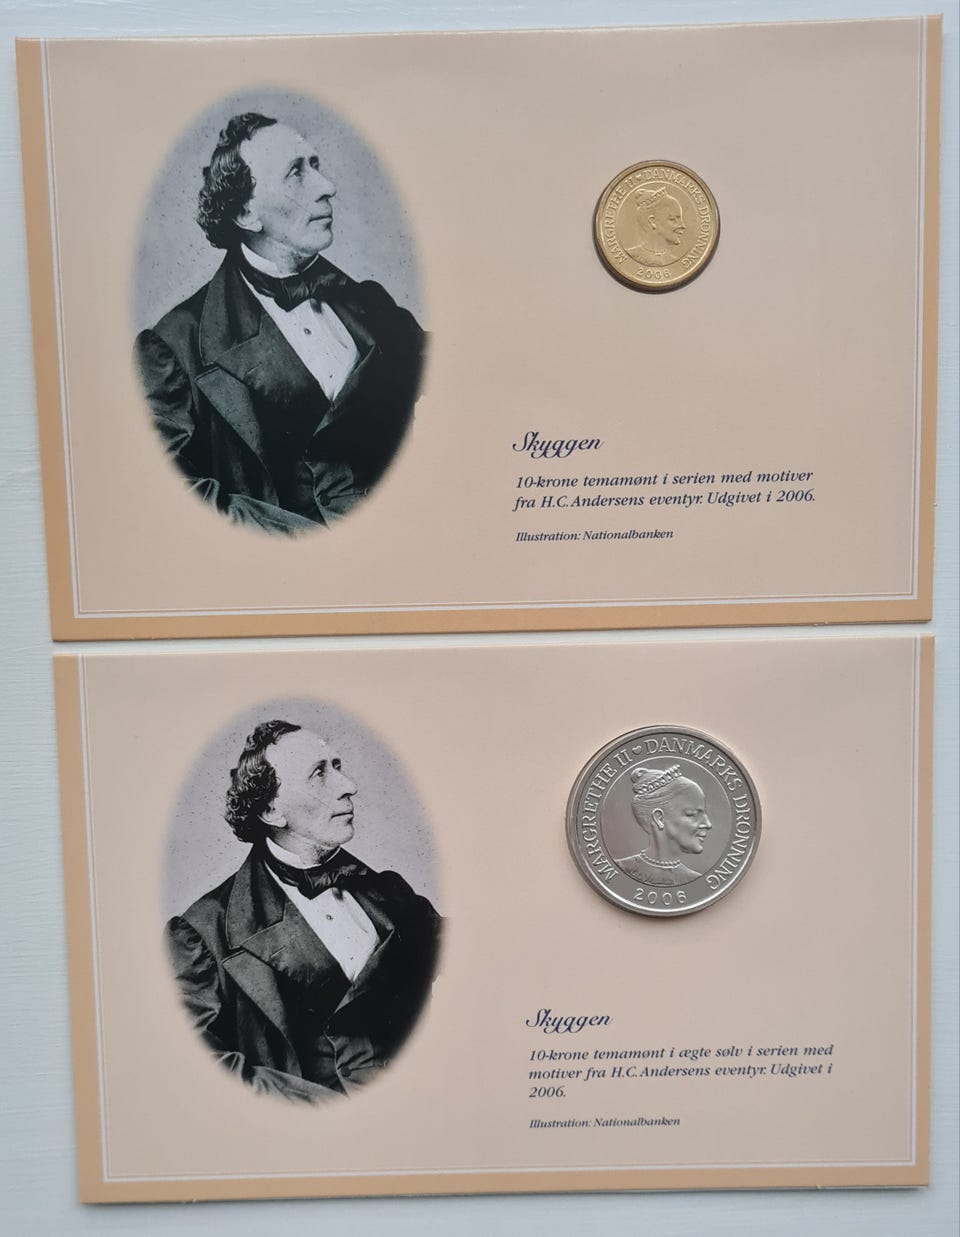 MARGRETHE II ♥ DANMARKS DRONNING
2006
Skyggen
10-krone temamønt i serien med motiver
fra H.C. Andersens eventyr. Udgivet i 2006.
Illustration: Nationalbanken
MARGRETHE II ♥ DANMARKS DRONNING
2006
Skyggen
10-krone temamønt i ægte sølv i serien med
motiver fra H.C. Andersens eventyr. Udgivet i
2006.
Illustration: Nationalbanken